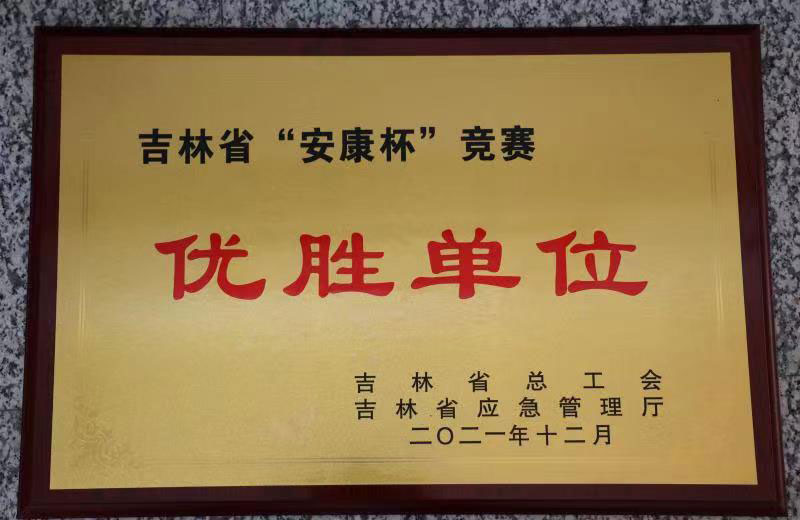 吉林省“安康杯”竞赛
优胜单位
吉林省总工会
吉林省应急管理厅
二〇二一年十二月